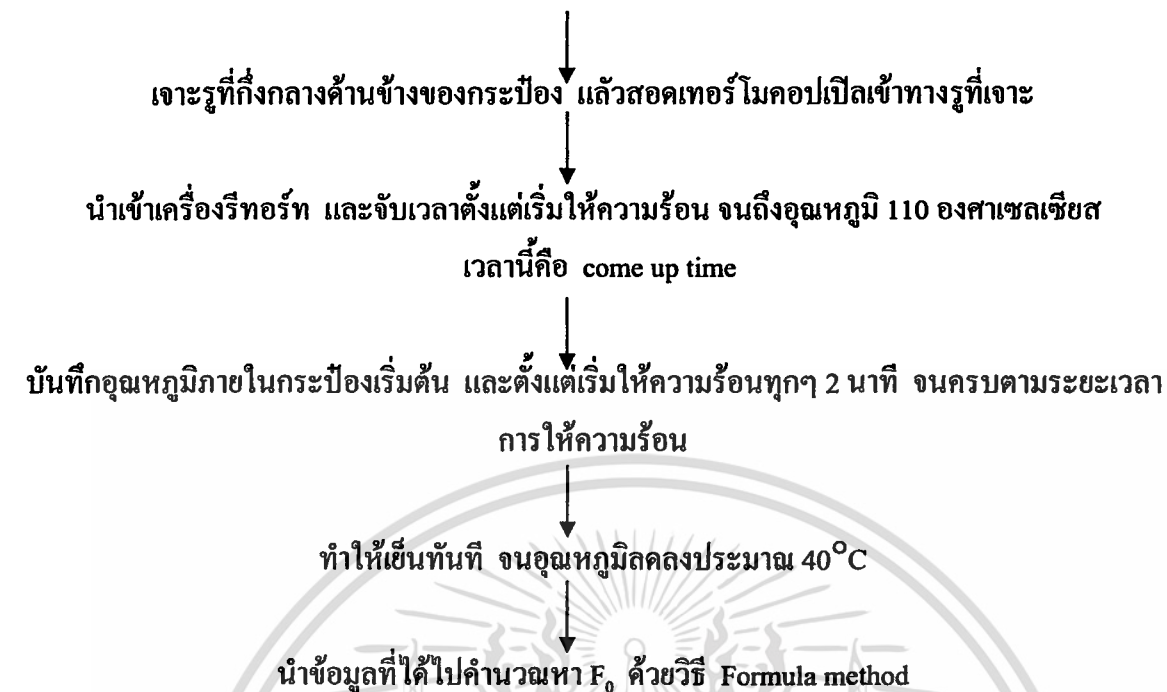 เจาะรูที่กึ่งกลางด้านข้างของกระป๋อง แล้วสอดเทอร์โมคอปเปิลเข้าทางรูที่เจาะ
นำเข้าเครื่องรีทอร์ท และจับเวลาตั้งแต่เริ่มให้ความร้อน จนถึงอุณหภูมิ 110 องศาเซลเซียส
เวลานี้คือ come up time
บันทึกอุณหภูมิภายในกระป๋องเริ่มต้น และตั้งแต่เริ่มให้ความร้อนทุกๆ 2 นาที จนครบตามระยะเวลา
การให้ความร้อน
ทำให้เย็นทันที จนอุณหภูมิลดลงประมาณ 40°C
นำข้อมูลที่ได้ไปคำนวณหา F₀ ด้วยวิธี Formula method